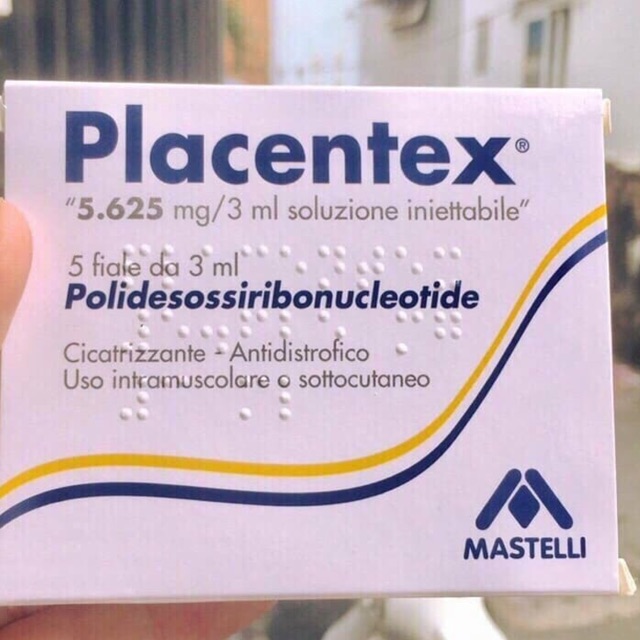 Placentex®
"5.625 mg/3 ml soluzione iniettabile"
5 fiale da 3 ml
Polidesossiribonucleotide
Cicatrizzante - Antidistrofico
Uso intramuscolare o sottocutaneo
MASTELLI